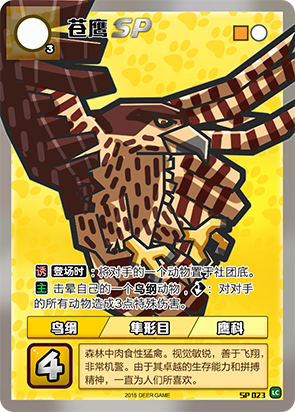 苍鹰 SP
3
诱 登场时：将对手的一个动物置于社团底。
主 击晕自己的一个鸟纲动物，：对对手
的所有动物造成3点特殊伤害。
鸟纲 隼形目 鹰科
4
森林中肉食性猛禽。视觉敏锐，善于飞翔，
非常机警。由于其卓越的生存能力和拼搏
精神，一直为人们所喜欢。
2015 DEER GAME
SP 023 LC